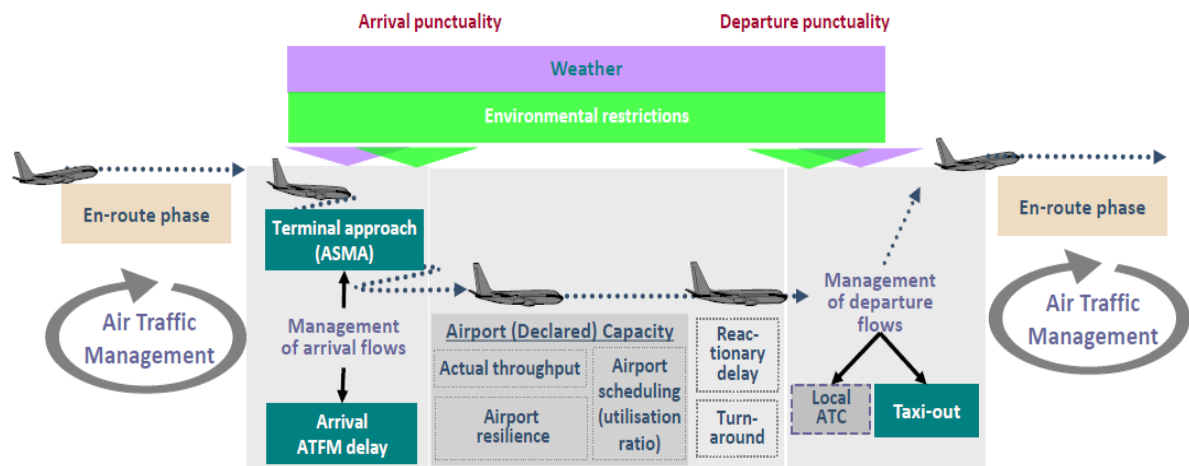 Arrival punctuality
Departure punctuality
Weather
Environmental restrictions
En-route phase
Air Traffic
Management
Terminal approach
(ASMA)
Management
of arrival flows
Arrival
ATFM delay
Airport (Declared) Capacity
Actual throughput
Airport
resilience
Airport
scheduling
(utilisation
ratio)
Reac-
tionary
delay
Turn-
around
Management
of departure
flows
Local
ATC
Taxi-out
En-route phase
Air Traffic
Management